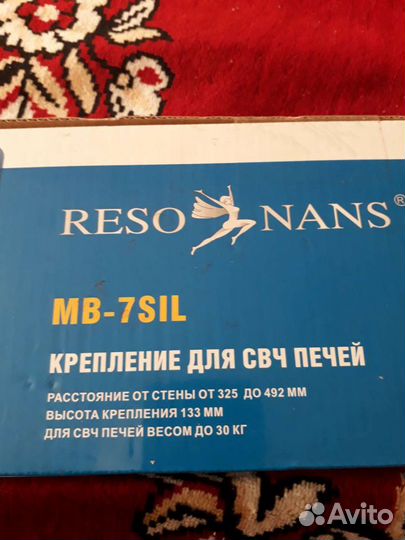 RESO NANS®
MB-7SIL
КРЕПЛЕНИЕ ДЛЯ СВЧ ПЕЧЕЙ
РАССТОЯНИЕ ОТ СТЕНЫ ОТ 325 ДО 492 ММ
ВЫСОТА КРЕПЛЕНИЯ 133 ММ
ДЛЯ СВЧ ПЕЧЕЙ ВЕСОМ ДО 30 КГ
Avito